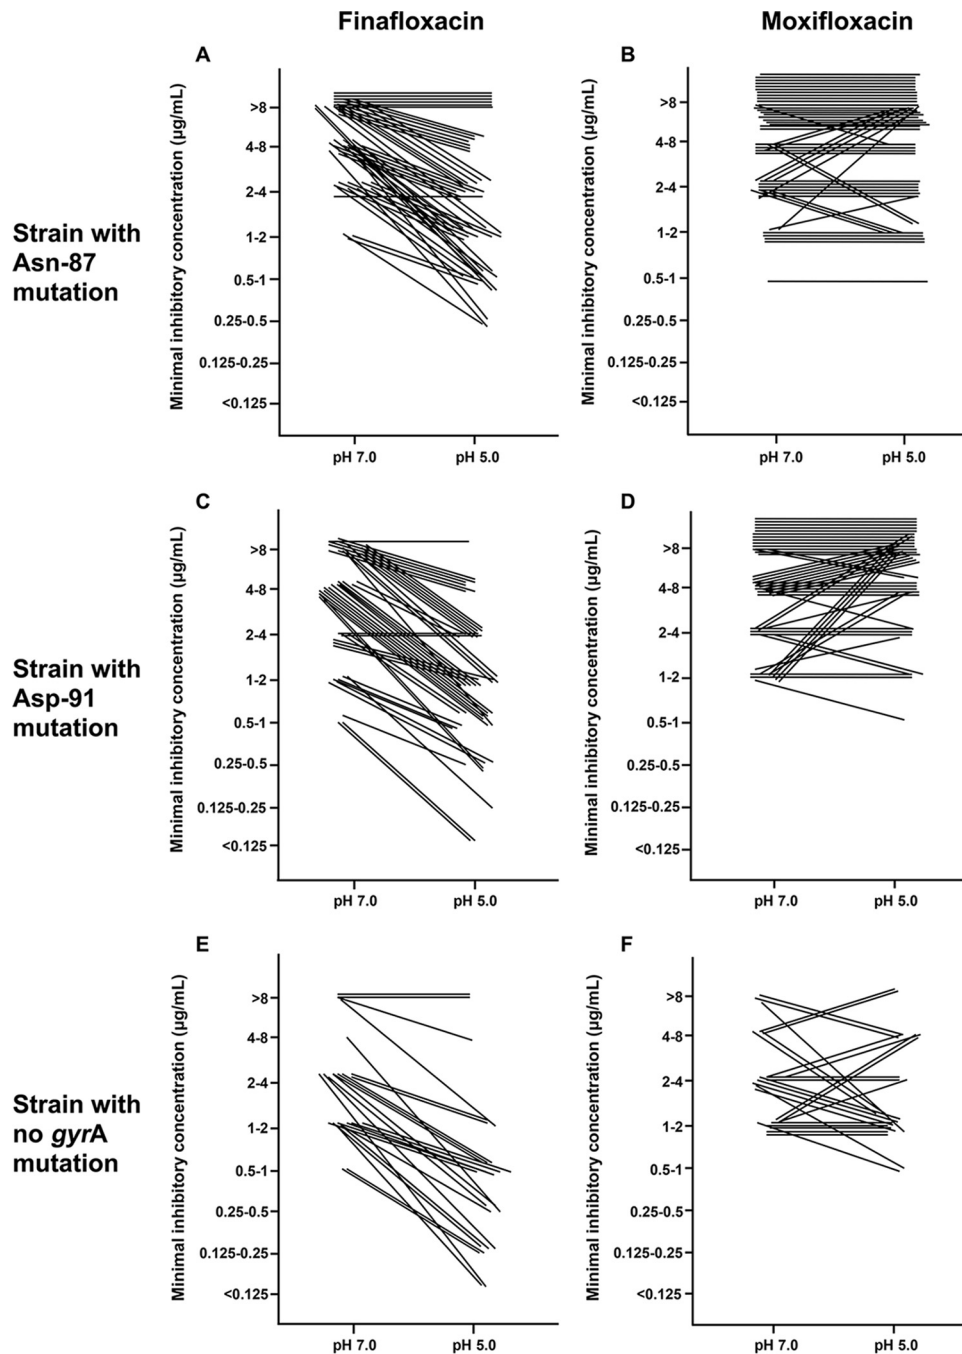 Finafloxacin
Moxifloxacin
Strain with
Asn-87
mutation
A
Minimal inhibitory concentration (µg/mL)
>8
4-8
2-4
1-2
0.5-1
0.25-0.5
0.125-0.25
<0.125
pH 7.0
pH 5.0
B
Minimal inhibitory concentration (µg/mL)
>8
4-8
2-4
1-2
0.5-1
0.25-0.5
0.125-0.25
<0.125
pH 7.0
pH 5.0
Strain with
Asp-91
mutation
C
Minimal inhibitory concentration (µg/mL)
>8
4-8
2-4
1-2
0.5-1
0.25-0.5
0.125-0.25
<0.125
pH 7.0
pH 5.0
D
Minimal inhibitory concentration (µg/mL)
>8
4-8
2-4
1-2
0.5-1
0.25-0.5
0.125-0.25
<0.125
pH 7.0
pH 5.0
Strain with
no gyrA
mutation
E
Minimal inhibitory concentration (µg/mL)
>8
4-8
2-4
1-2
0.5-1
0.25-0.5
0.125-0.25
<0.125
pH 7.0
pH 5.0
F
Minimal inhibitory concentration (µg/mL)
>8
4-8
2-4
1-2
0.5-1
0.25-0.5
0.125-0.25
<0.125
pH 7.0
pH 5.0